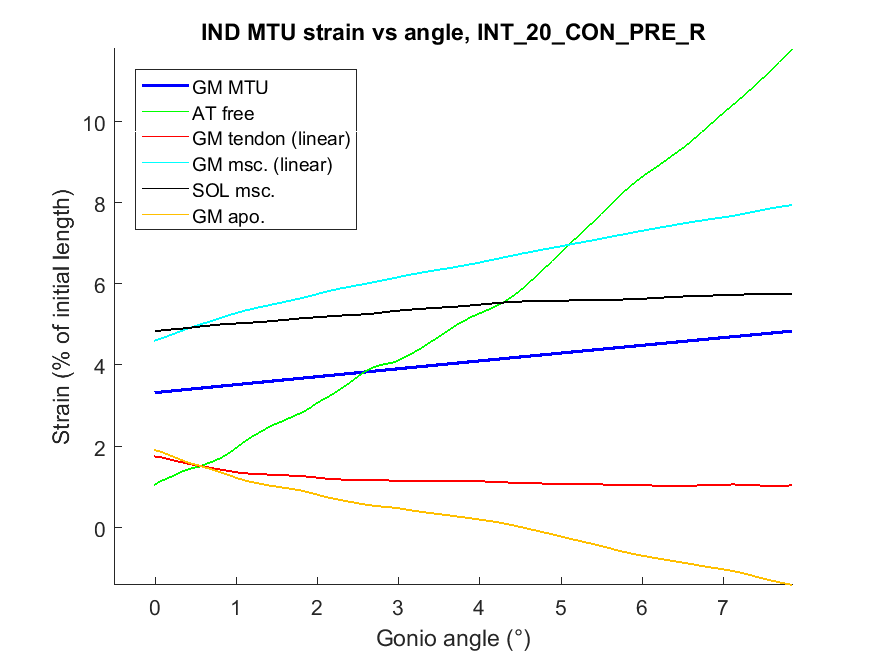 IND MTU strain vs angle, INT_20_CON_PRE_R
GM MTU
AT free
GM tendon (linear)
GM msc. (linear)
SOL msc.
GM apo.
Strain (% of initial length)
10
8
6
4
2
0
0 1 2 3 4 5 6 7
Gonio angle (°)